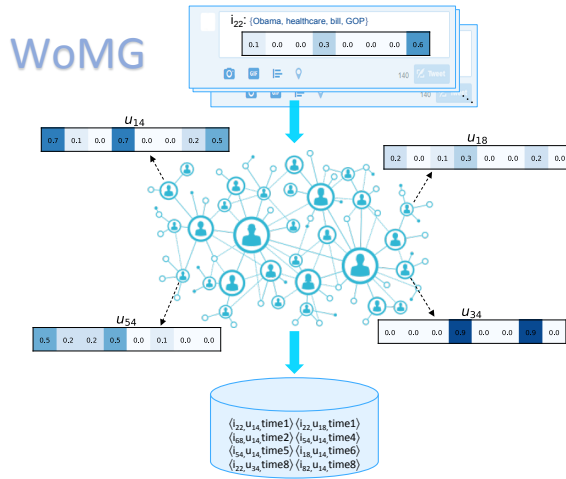 WoMG
i22: {Obama, healthcare, bill, GOP}
0.1 0.0 0.0 0.3 0.0 0.0 0.0 0.6
GIF 140 Tweet
140
...
u14
0.7 0.1 0.0 0.7 0.0 0.0 0.2 0.5
u18
0.2 0.0 0.1 0.3 0.0 0.0 0.2 0.0
u54
0.5 0.2 0.2 0.5 0.0 0.1 0.0 0.0
u34
0.0 0.0 0.0 0.9 0.0 0.0 0.9 0.0
⟨i22,u14,time1⟩⟨i22,u18,time1⟩
⟨i68,u14,time2⟩⟨i54,u14,time4⟩
⟨i54,u14,time5⟩⟨i18,u14,time6⟩
⟨i22,u34,time8⟩⟨i82,u14,time8⟩